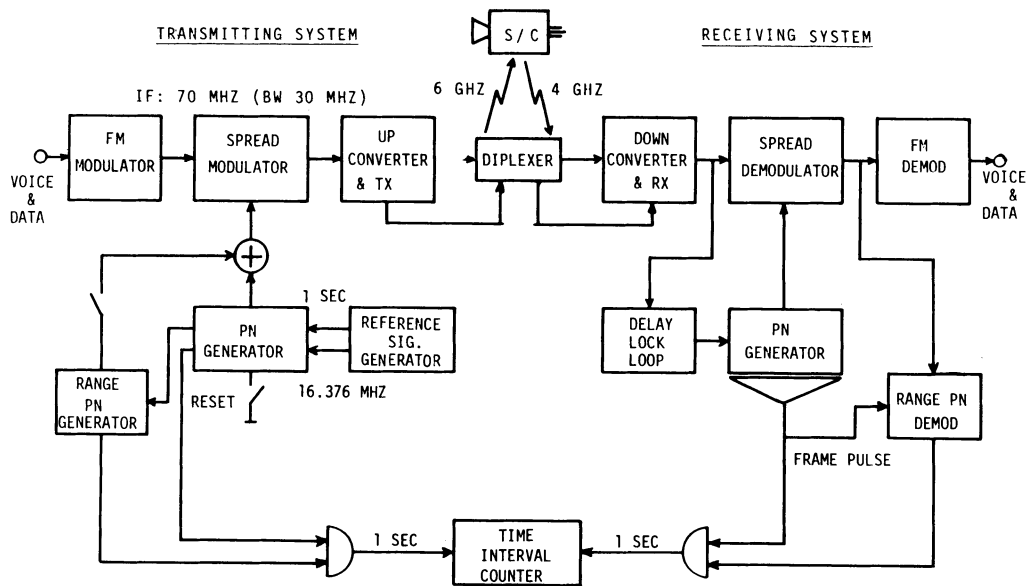 TRANSMITTING SYSTEM
S/C
RECEIVING SYSTEM
6 GHZ
4 GHZ
IF: 70 MHZ (BW 30 MHZ)
FM
MODULATOR
SPREAD
MODULATOR
UP
CONVERTER
& TX
DIPLEXER
DOWN
CONVERTER
& RX
SPREAD
DEMODULATOR
FM
DEMOD
VOICE
&
DATA
VOICE
&
DATA
1 SEC
PN
GENERATOR
REFERENCE
SIG.
GENERATOR
DELAY
LOCK
LOOP
PN
GENERATOR
RANGE
PN
GENERATOR
RESET
16.376 MHZ
RANGE PN
DEMOD
FRAME PULSE
1 SEC
TIME
INTERVAL
COUNTER
1 SEC